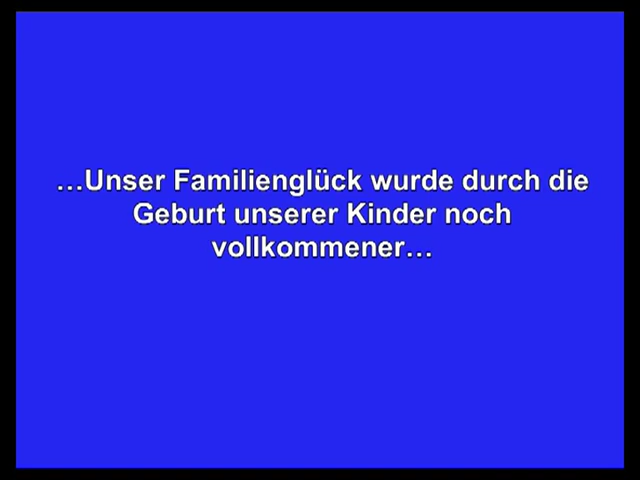 …Unser Familienglück wurde durch die
Geburt unserer Kinder noch
vollkommener…